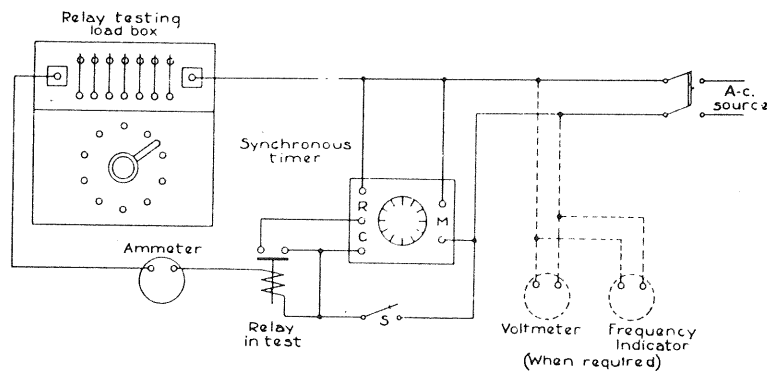 Relay testing
load box
A-c.
source
Synchronous
timer
R
C
M
Ammeter
S
Relay
in test
Voltmeter
Frequency
Indicator
(When required)